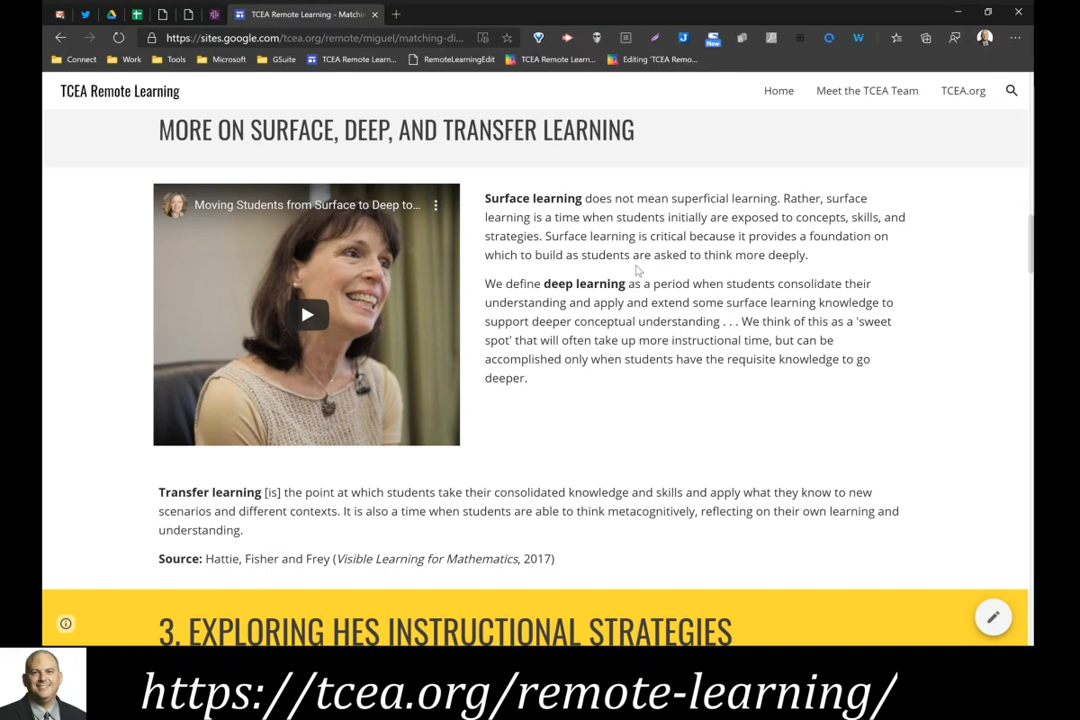 TCEA Remote Learning - Matchin
https://sites.google.com/tcea.org/remote/miguel/matching-di...
New
Connect Work Tools Microsoft GSuite TCEA Remote Learn... RemoteLearningEdit TCEA Remote Learn... Editing 'TCEA Remo...
TCEA Remote Learning Home Meet the TCEA Team TCEA.org
MORE ON SURFACE, DEEP, AND TRANSFER LEARNING
Moving Students from Surface to Deep to...
Surface learning does not mean superficial learning. Rather, surface
learning is a time when students initially are exposed to concepts, skills, and
strategies. Surface learning is critical because it provides a foundation on
which to build as students are asked to think more deeply.
We define deep learning as a period when students consolidate their
understanding and apply and extend some surface learning knowledge to
support deeper conceptual understanding . . . We think of this as a 'sweet
spot' that will often take up more instructional time, but can be
accomplished only when students have the requisite knowledge to go
deeper.
Transfer learning [is] the point at which students take their consolidated knowledge and skills and apply what they know to new
scenarios and different contexts. It is also a time when students are able to think metacognitively, reflecting on their own learning and
understanding.
Source: Hattie, Fisher and Frey (Visible Learning for Mathematics, 2017)
3. EXPLORING HES INSTRUCTIONAL STRATEGIES
https://tcea.org/remote-learning/